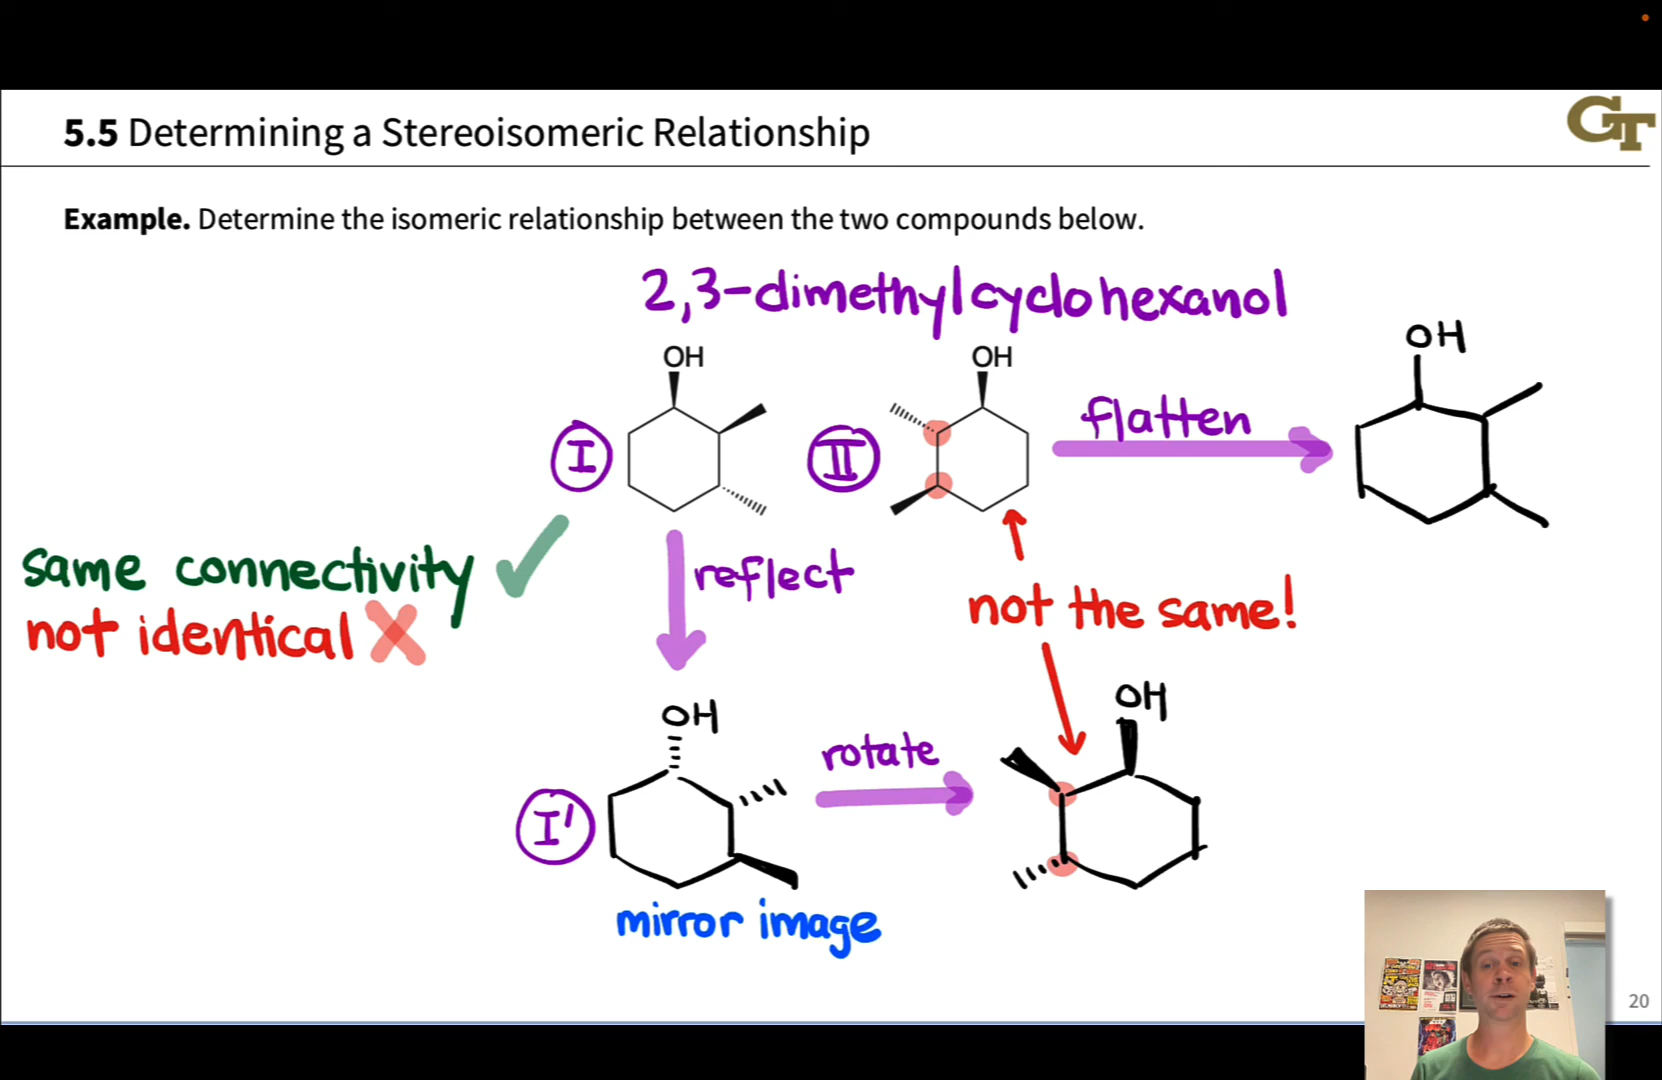 GT
5.5 Determining a Stereoisomeric Relationship
Example. Determine the isomeric relationship between the two compounds below.
2,3-dimethylcyclohexanol
OH
OH
OH
I
II
flatten
same connectivity
not identical
reflect
not the same!
OH
OH
I'
rotate
mirror image
20